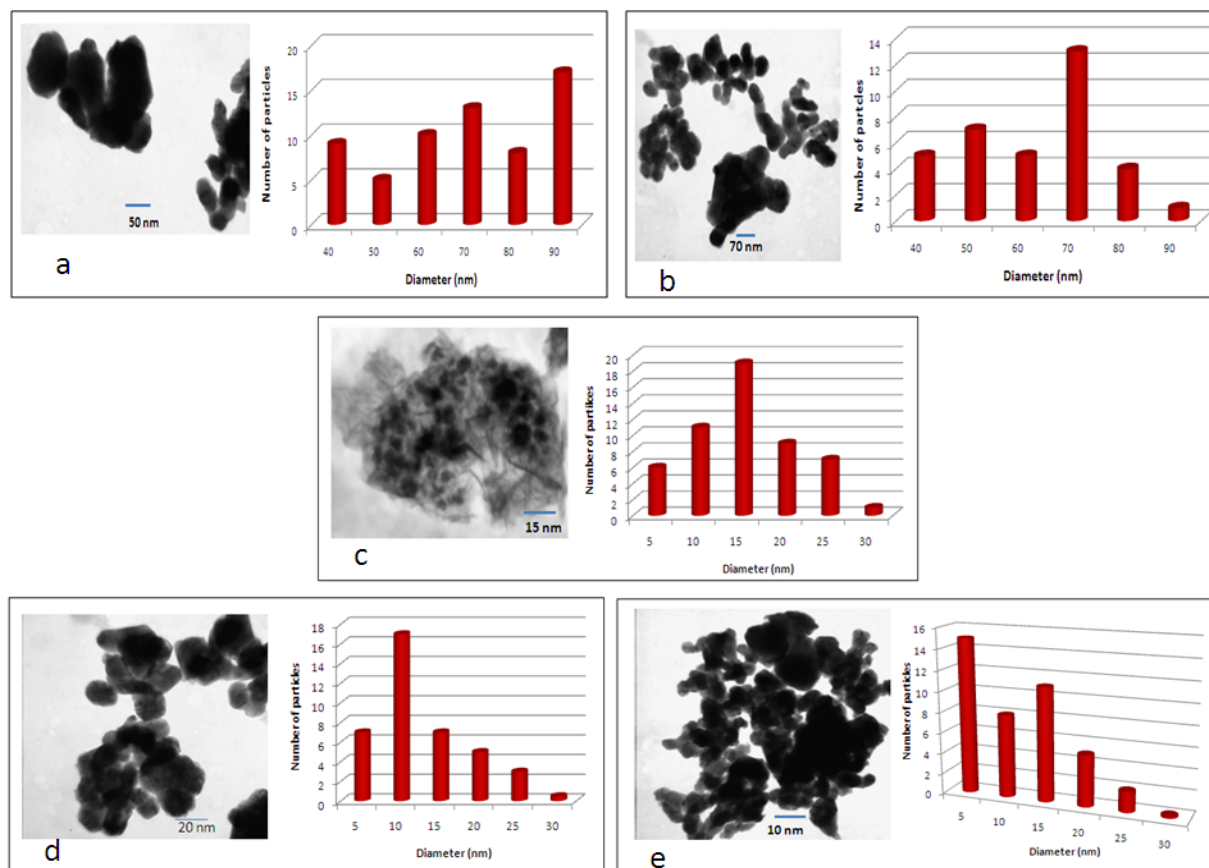 50 nm
a
Number of particles
20
15
10
5
0
40 50 60 70 80 90
Diameter (nm)
70 nm
b
Number of partcles
14
12
10
8
6
4
2
0
40 50 60 70 80 90
Diameter (nm)
15 nm
c
Number of partikes
20
18
16
14
12
10
8
6
4
2
0
5 10 15 20 25 30
Diameter (nm)
20 nm
d
Number of particles
18
16
14
12
10
8
6
4
2
0
5 10 15 20 25 30
Diameter (nm)
10 nm
e
Number of particles
16
14
12
10
8
6
4
2
0
5 10 15 20 25 30
Diameter (nm)